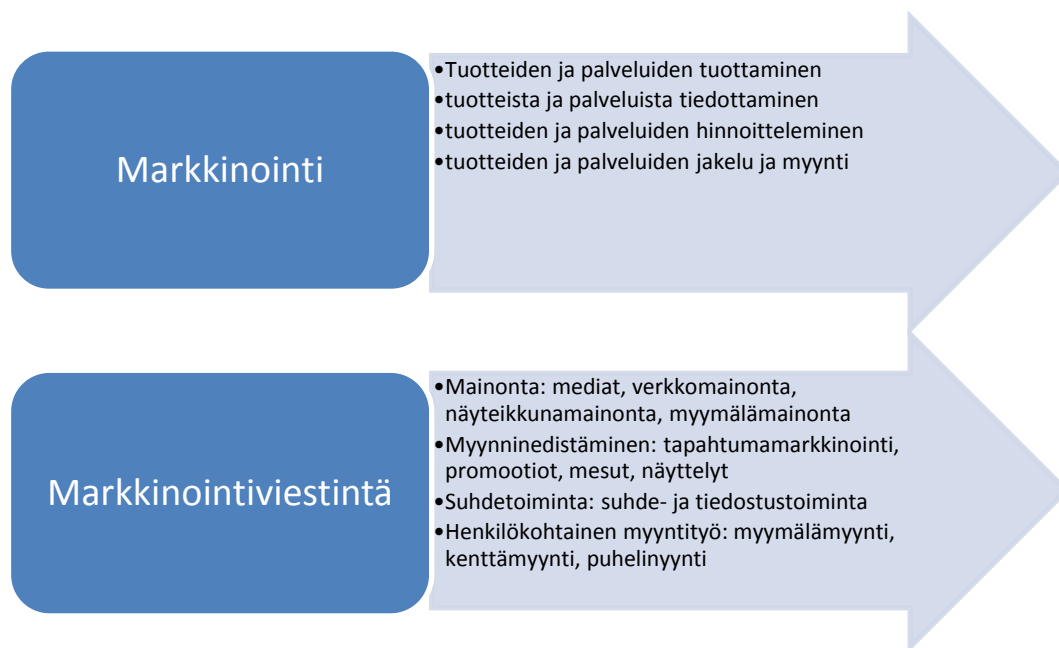 Markkinointi
•Tuotteiden ja palveluiden tuottaminen
•tuotteista ja palveluista tiedottaminen
•tuotteiden ja palveluiden hinnoitteleminen
•tuotteiden ja palveluiden jakelu ja myynti
Markkinointiviestintä
•Mainonta: mediat, verkkomainonta,
näyteikkunamainonta, myymälämainonta
•Myynninedistäminen: tapahtumamarkkinointi,
promootiot, mesut, näyttelyt
•Suhdetoiminta: suhde- ja tiedostustoiminta
•Henkilökohtainen myyntityö: myymälämyynti,
kenttämyynti, puhelinyynti